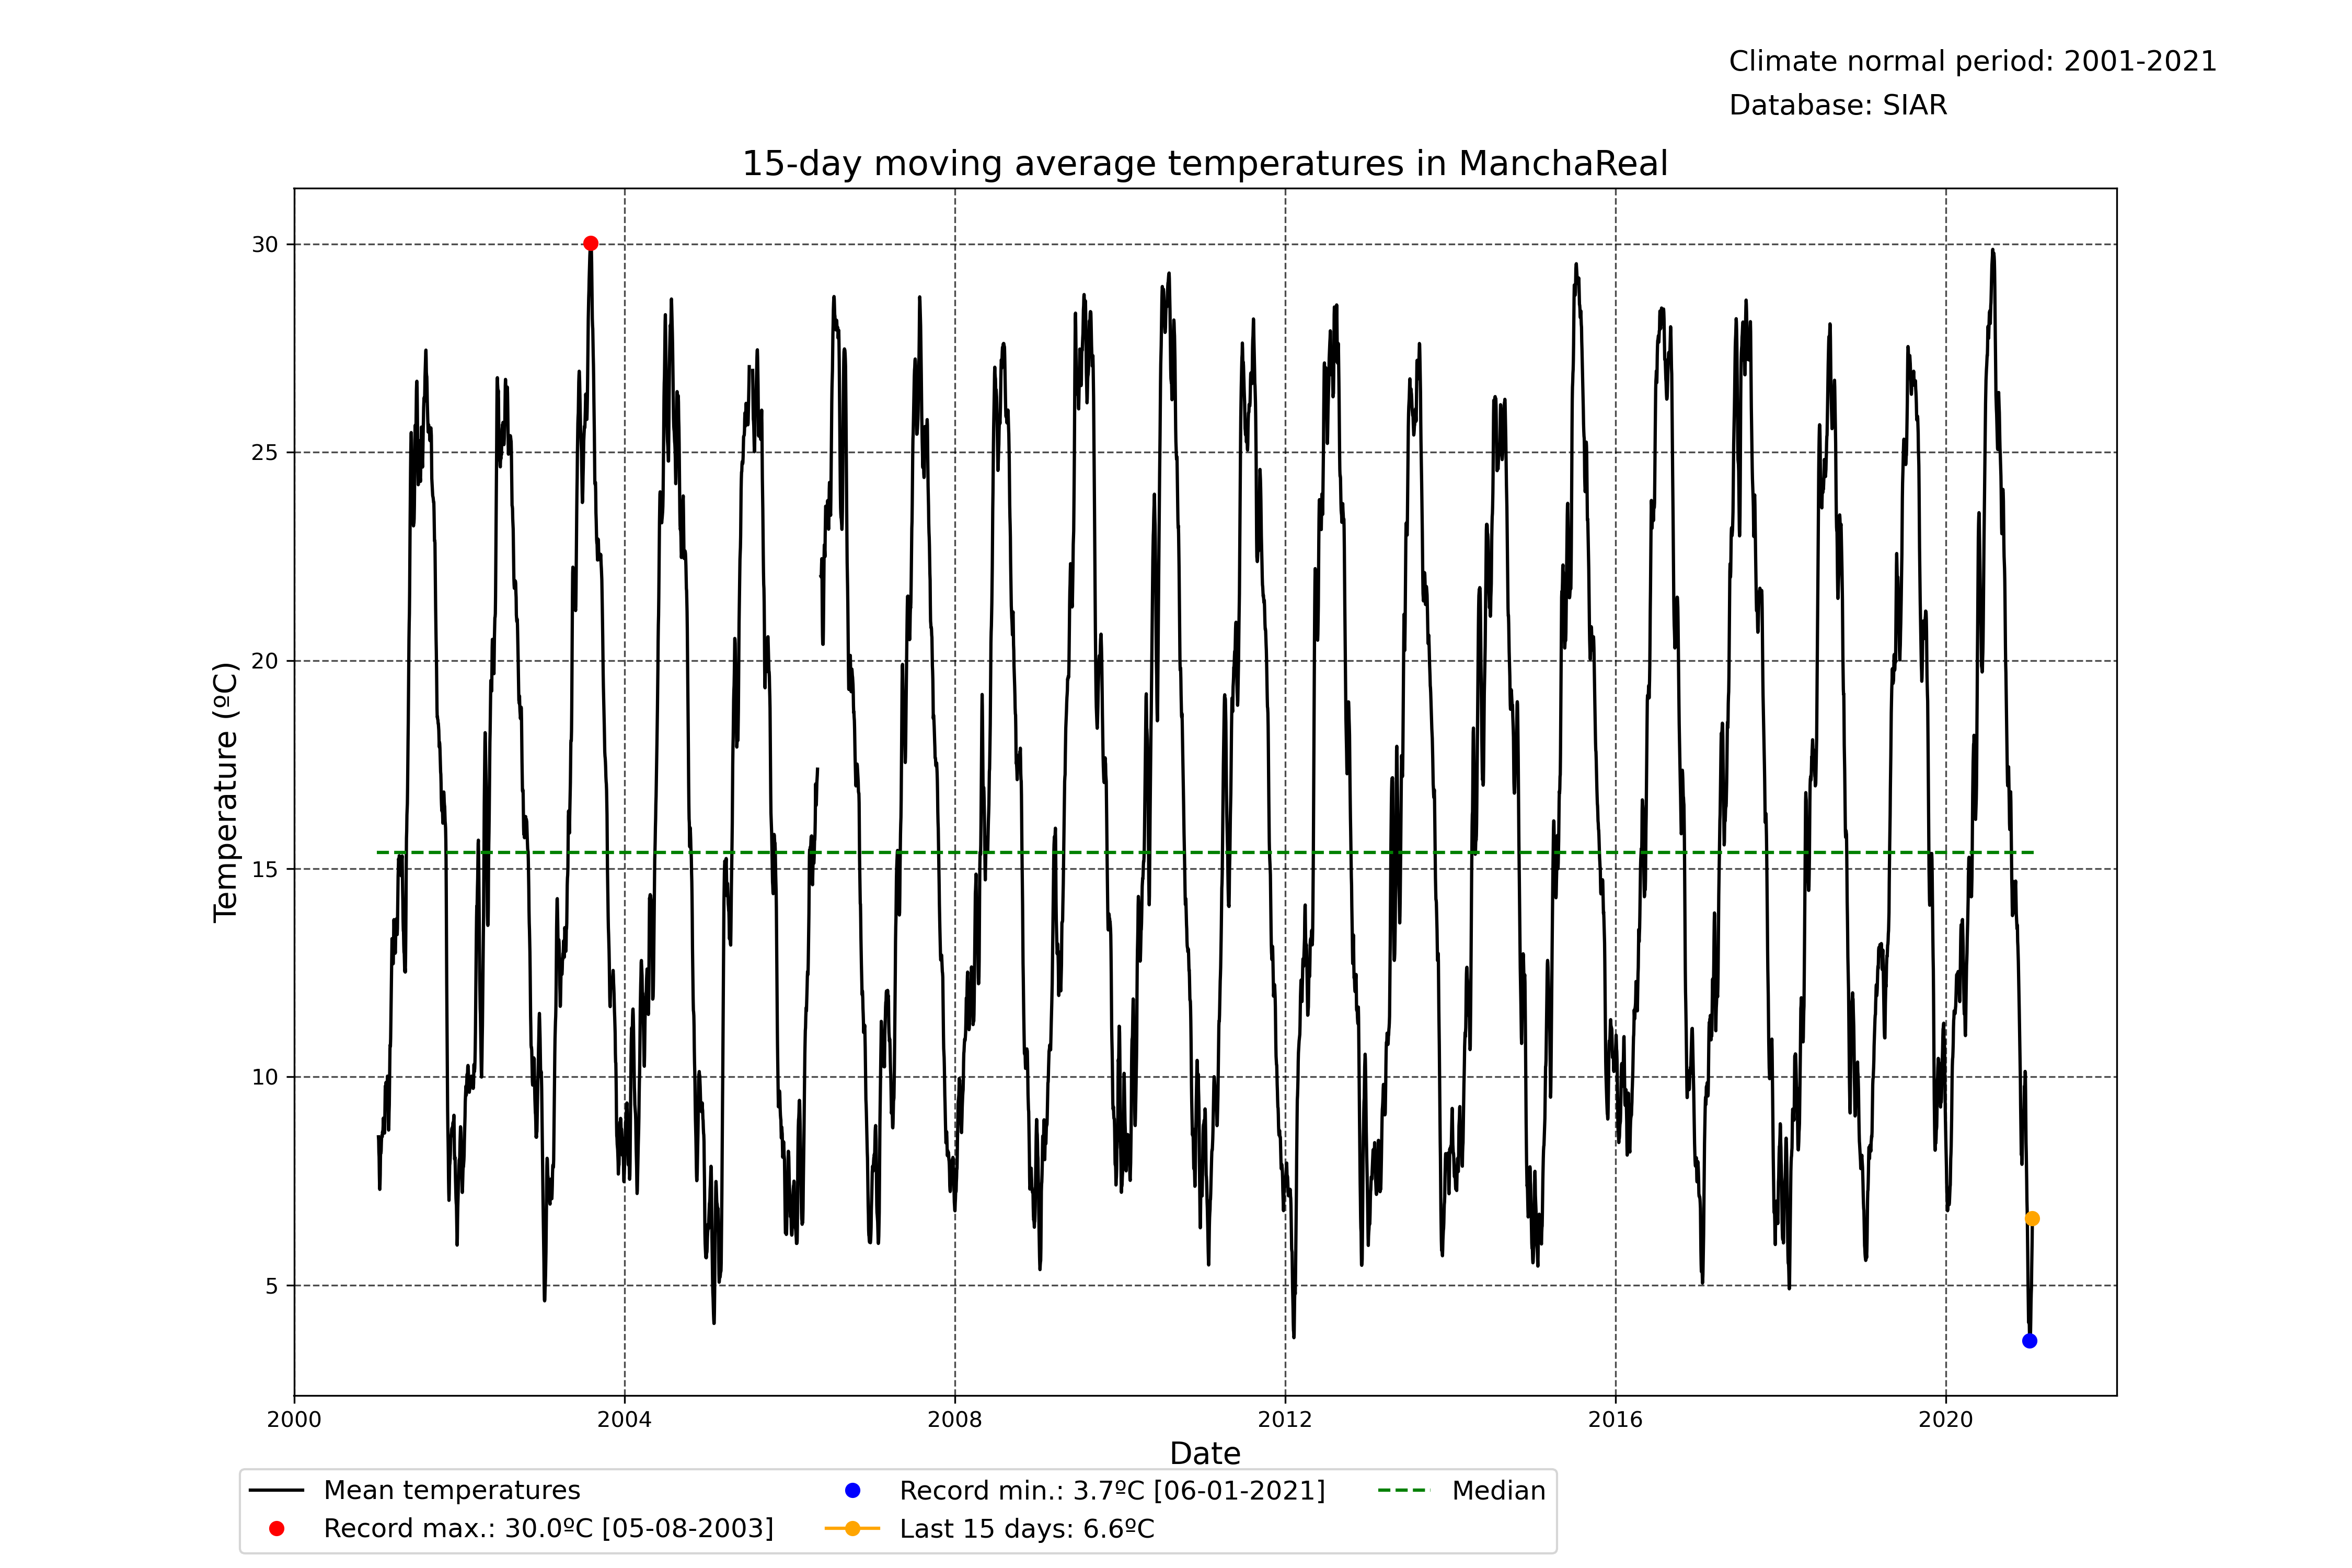 Climate normal period: 2001-2021
Database: SIAR
15-day moving average temperatures in ManchaReal
Temperature (ºC)
30
25
20
15
10
5
2000
2004
2008
2012
2016
2020
Date
Mean temperatures
Record max.: 30.0ºC [05-08-2003]
Record min.: 3.7ºC [06-01-2021]
Last 15 days: 6.6ºC
Median